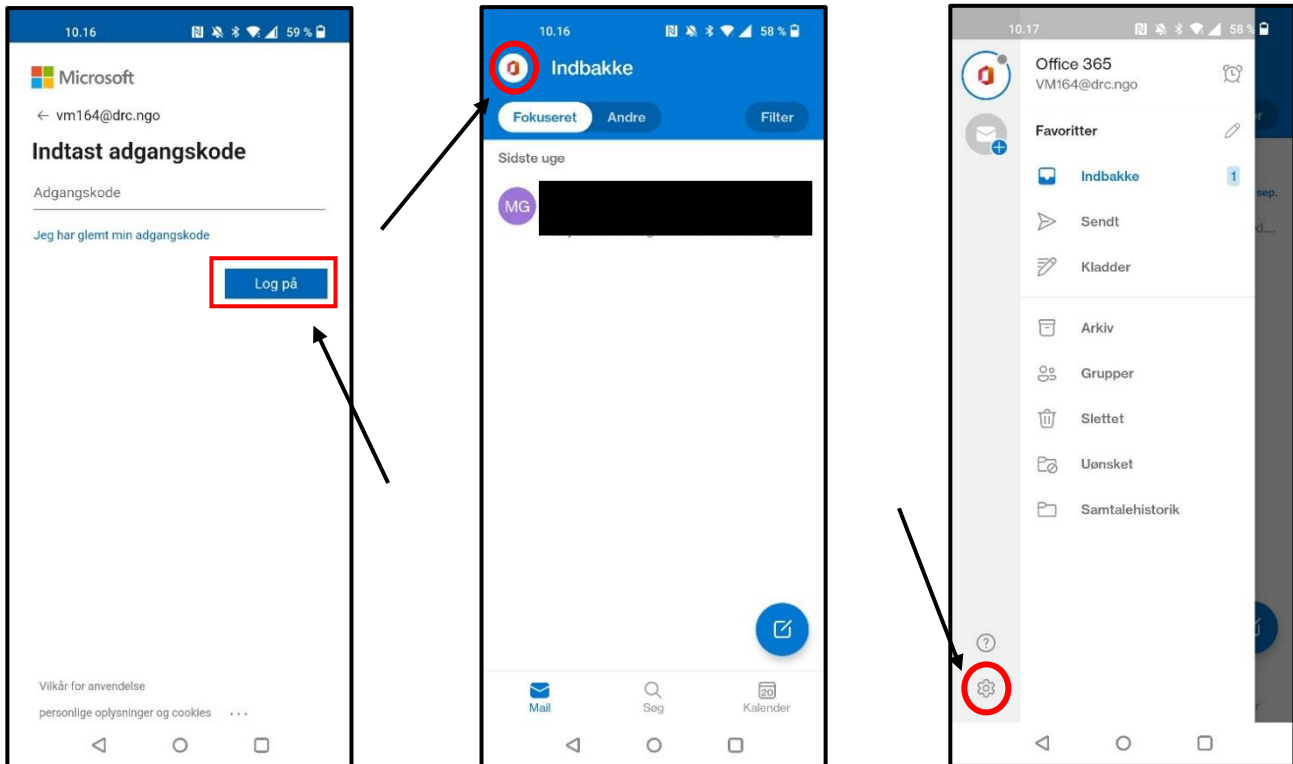 10.16 59 %
Microsoft
← vm164@drc.ngo
Indtast adgangskode
Adgangskode
Jeg har glemt min adgangskode
Log på
Vilkår for anvendelse
personlige oplysninger og cookies ...
10.16 58 %
Indbakke
Fokuseret Andre Filter
Sidste uge
MG
20
Mail Søg Kalender
10.17 58 %
Office 365
VM164@drc.ngo
Favoritter
Indbakke 1
sep.
Sendt
Kladder
Arkiv
Grupper
Slettet
Uønsket
Samtalehistorik